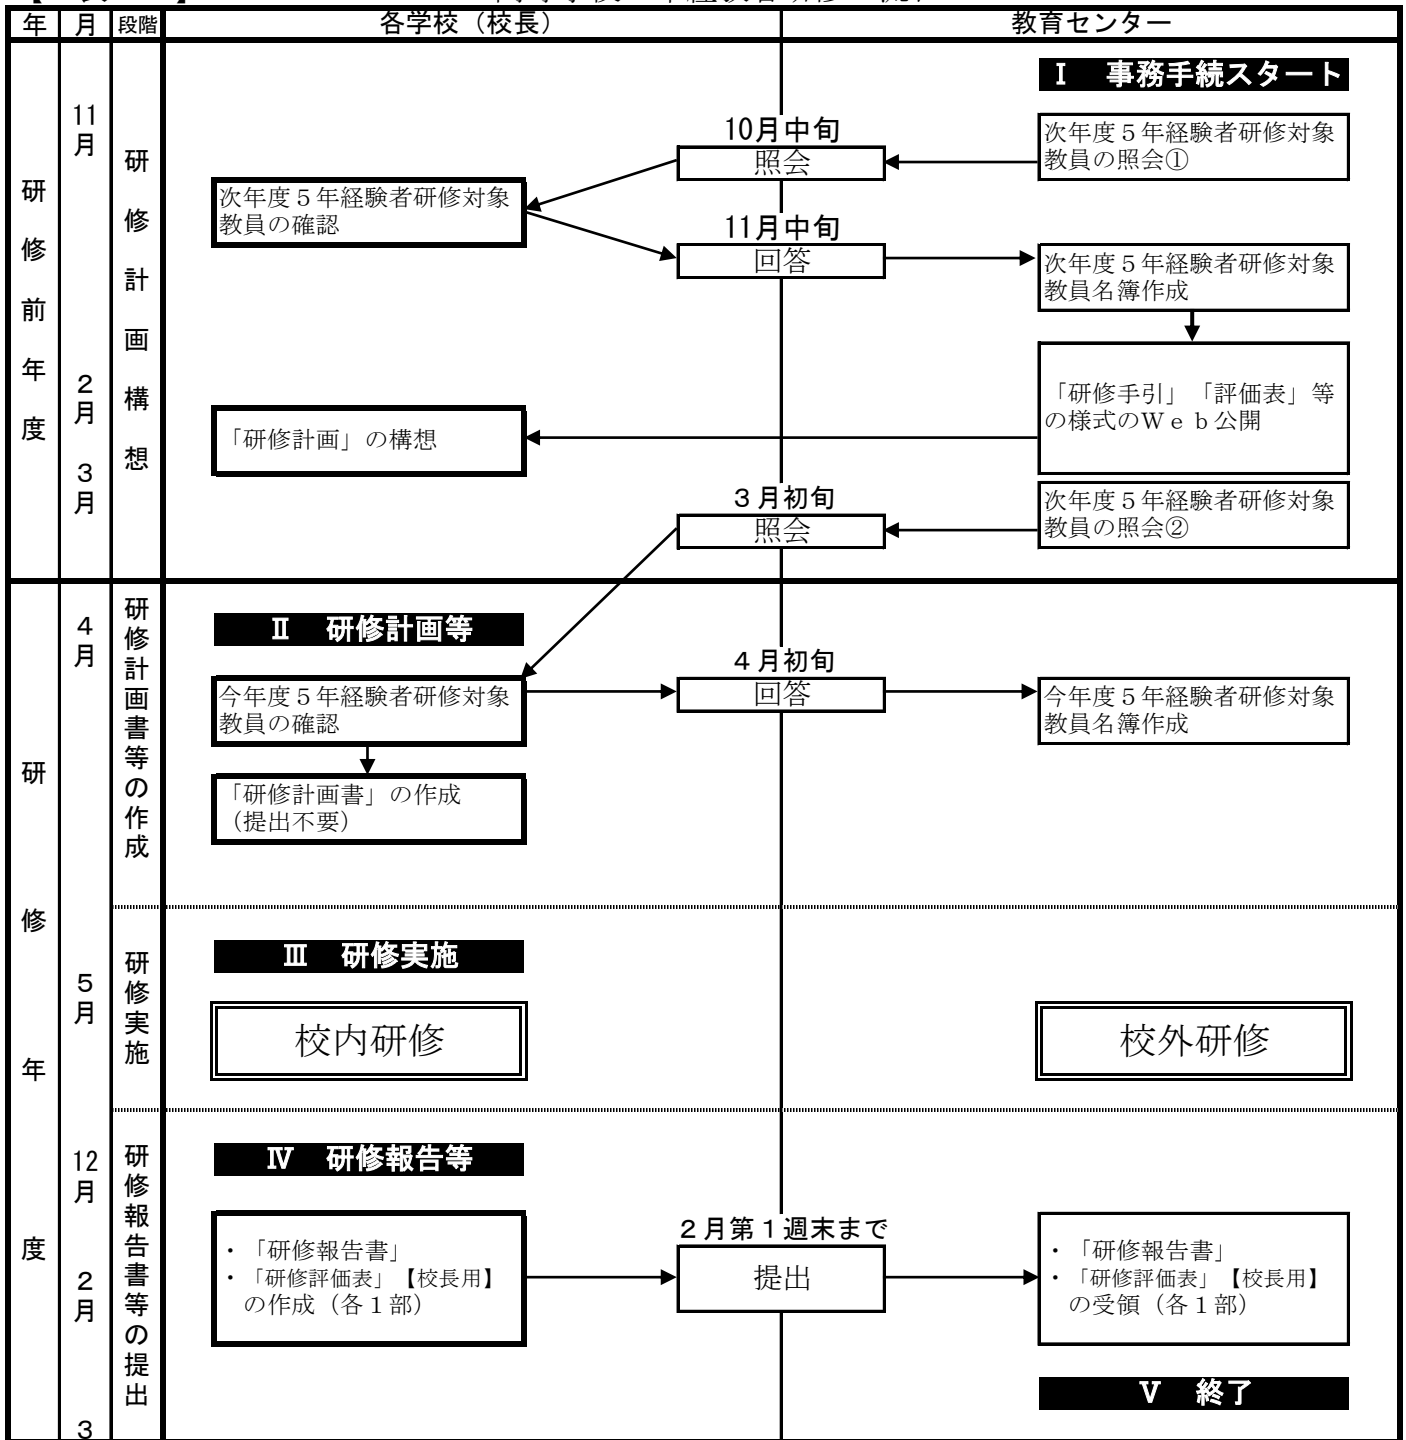 年 月 段階 各学校（校長） 教育センター
研修前年度
11月
2月
3月
研修計画構想
Ⅰ 事務手続スタート
次年度５年経験者研修対象
教員の照会①
10月中旬
照会
次年度５年経験者研修対象
教員の確認
11月中旬
回答
次年度５年経験者研修対象
教員名簿作成
「研修手引」「評価表」等
の様式のＷｅｂ公開
「研修計画」の構想
３月初旬
照会
次年度５年経験者研修対象
教員の照会②
研修年度
4月
研修計画書等の作成
Ⅱ 研修計画等
今年度５年経験者研修対象
教員の確認
４月初旬
回答
今年度５年経験者研修対象
教員名簿作成
「研修計画書」の作成
（提出不要）
5月
研修実施
Ⅲ 研修実施
校内研修
校外研修
12月
2月
3
研修報告書等の提出
Ⅳ 研修報告等
・「研修報告書」
・「研修評価表」【校長用】
の作成（各１部）
２月第１週末まで
提出
・「研修報告書」
・「研修評価表」【校長用】
の受領（各１部）
Ⅴ 終了